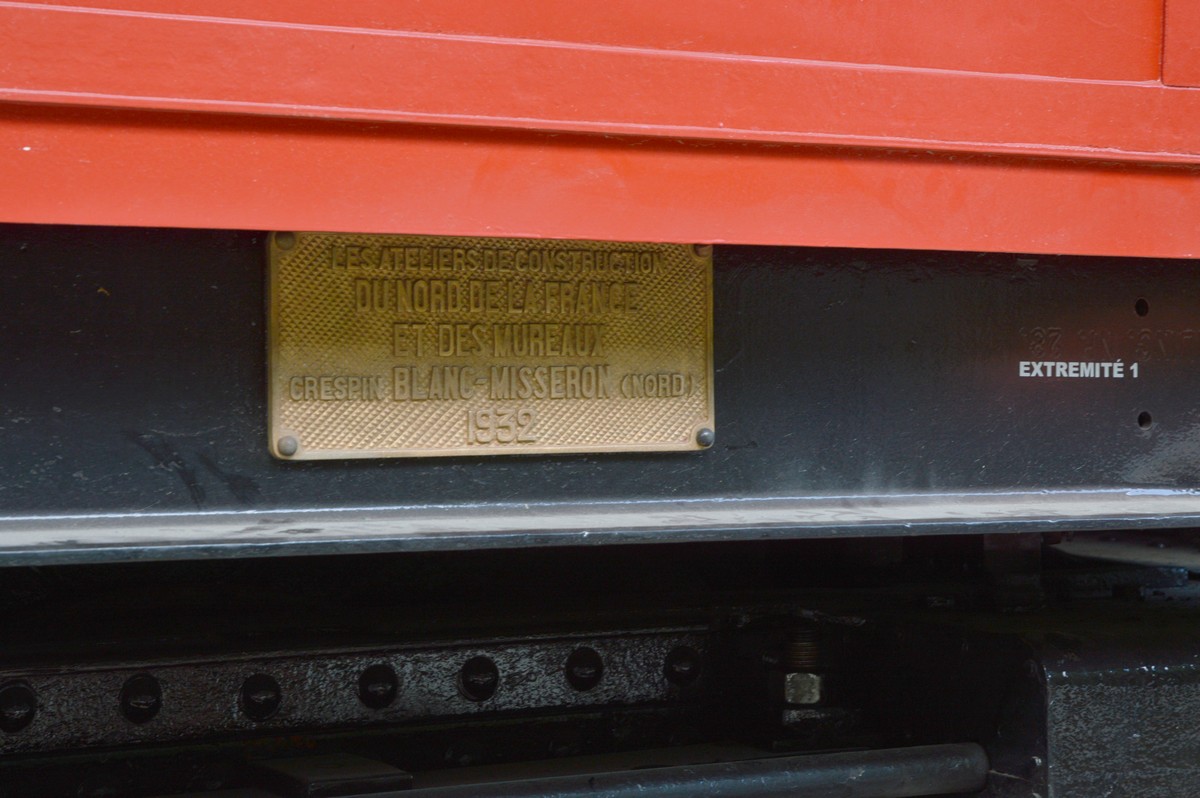 LES ATELIERS DE CONSTRUCTION
DU NORD DE LA FRANCE
ET DES MUREAUX
CRESPIN BLANC-MISSERON (NORD)
1932
EXTREMITÉ 1